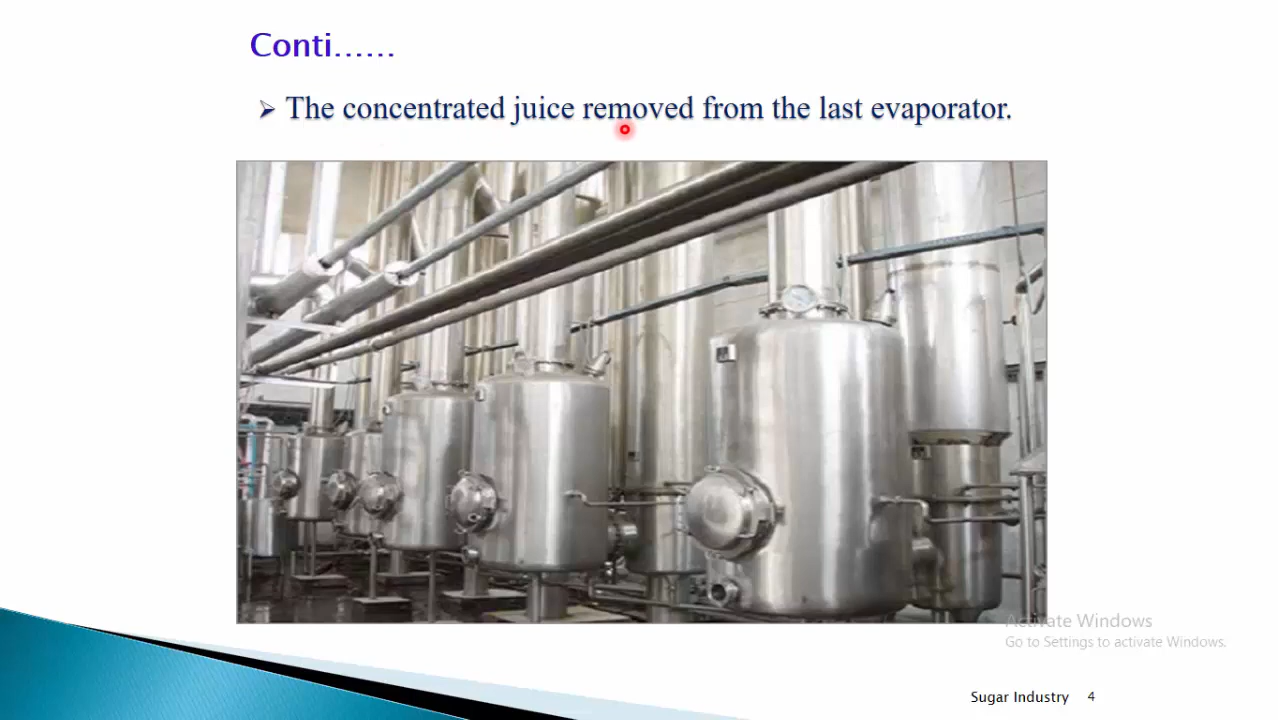 Conti……
➢ The concentrated juice removed from the last evaporator.
Activate Windows
Go to Settings to activate Windows.
Sugar Industry 4